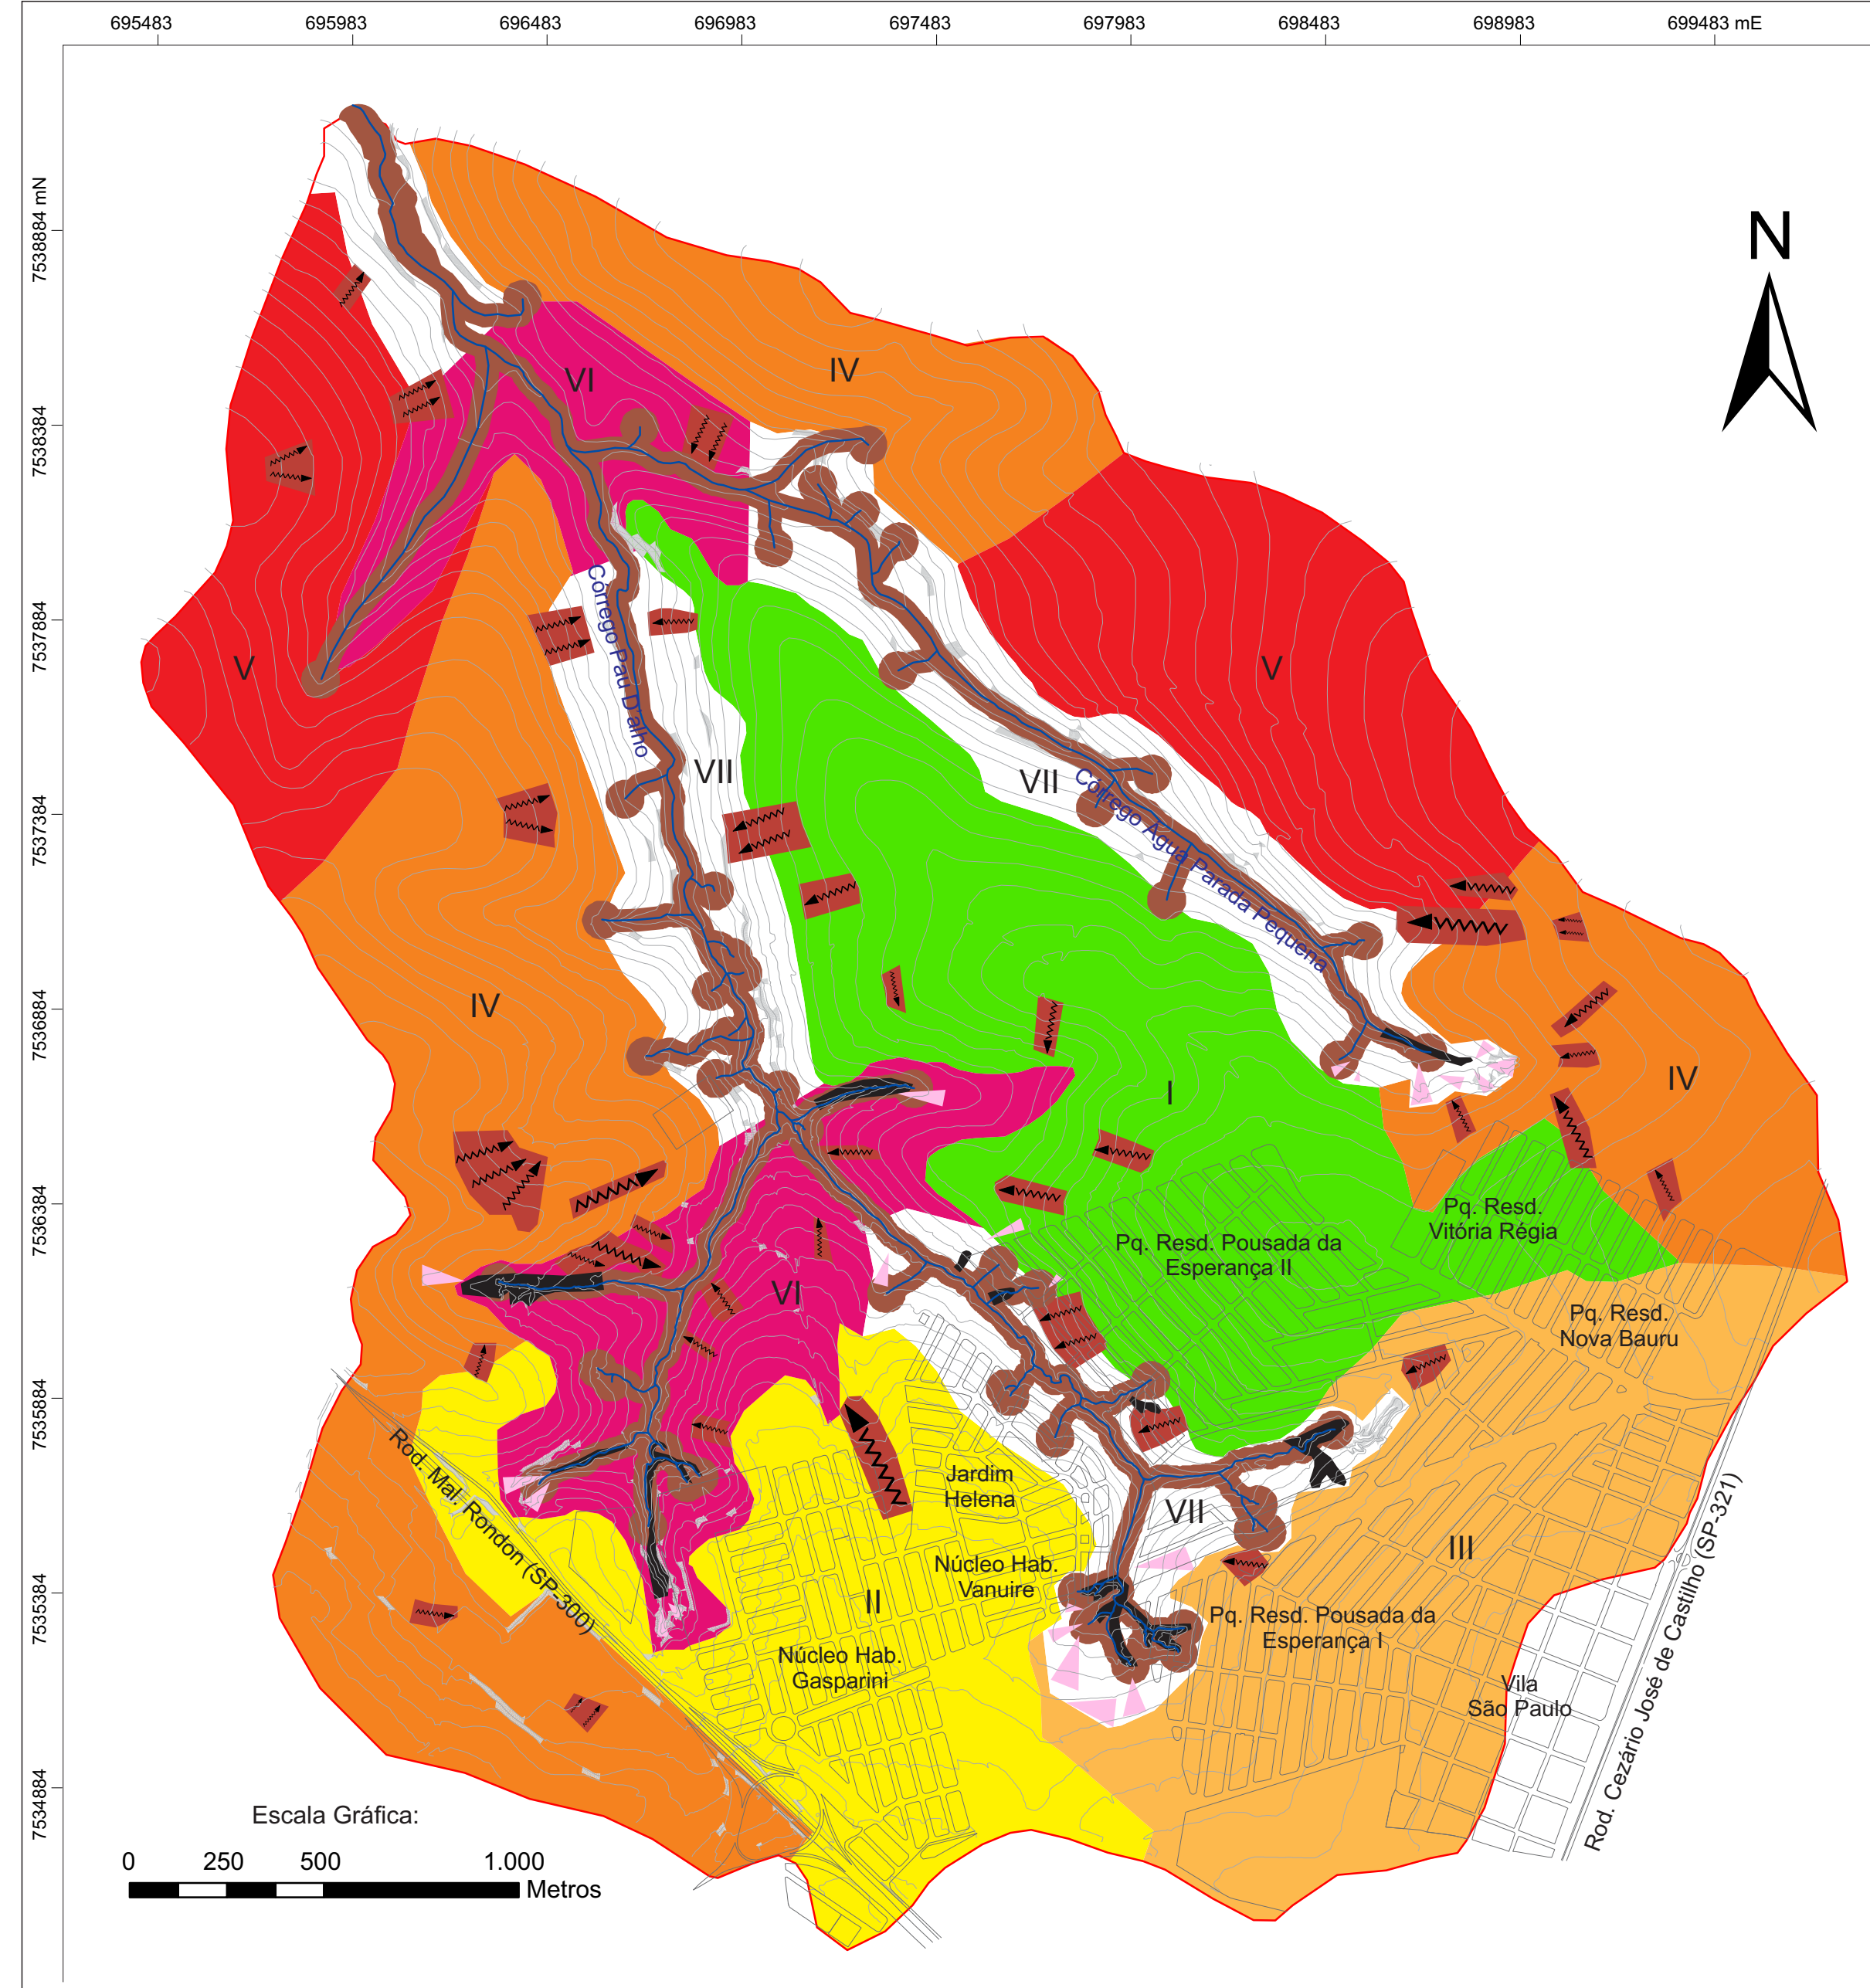 695483 695983 696483 696983 697483 697983 698483 698983 699483 mE
7538884 mN
N
IV
VI
7538384
7537884
Córrego Pau D'alho
V
V
VII
VII
Córrego Água Parada Pequena
7537384
7536884
IV
I
IV
7536384
Pq. Resd.
Vitória Régia
Pq. Resd. Pousada da
Esperança II
VI
Pq. Resd.
Nova Bauru
7535884
Rod. Mal. Rondon (SP-300)
Jardim
Helena
VII
III
Núcleo Hab.
Vanuire
II
7535384
Pq. Resd. Pousada da
Esperança I
Núcleo Hab.
Gasparini
Vila
São Paulo
Rod. Cezário José de Castilho (SP-321)
7534884
Escala Gráfica:
0 250 500 1.000
Metros